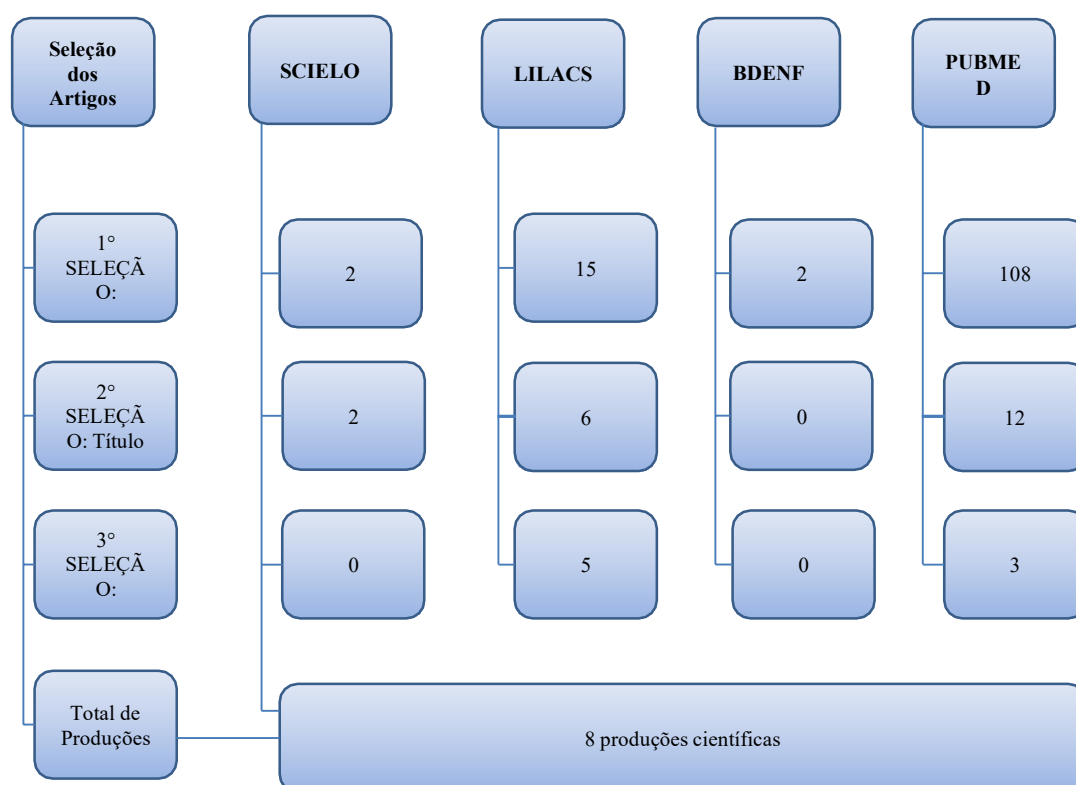 Seleção
dos
Artigos
SCIELO
LILACS
BDENF
PUBME
D
1°
SELEÇÃ
O:
2
15
2
108
2°
SELEÇÃ
O: Título
2
6
0
12
3°
SELEÇÃ
O:
0
5
0
3
Total de
Produções
8 produções científicas